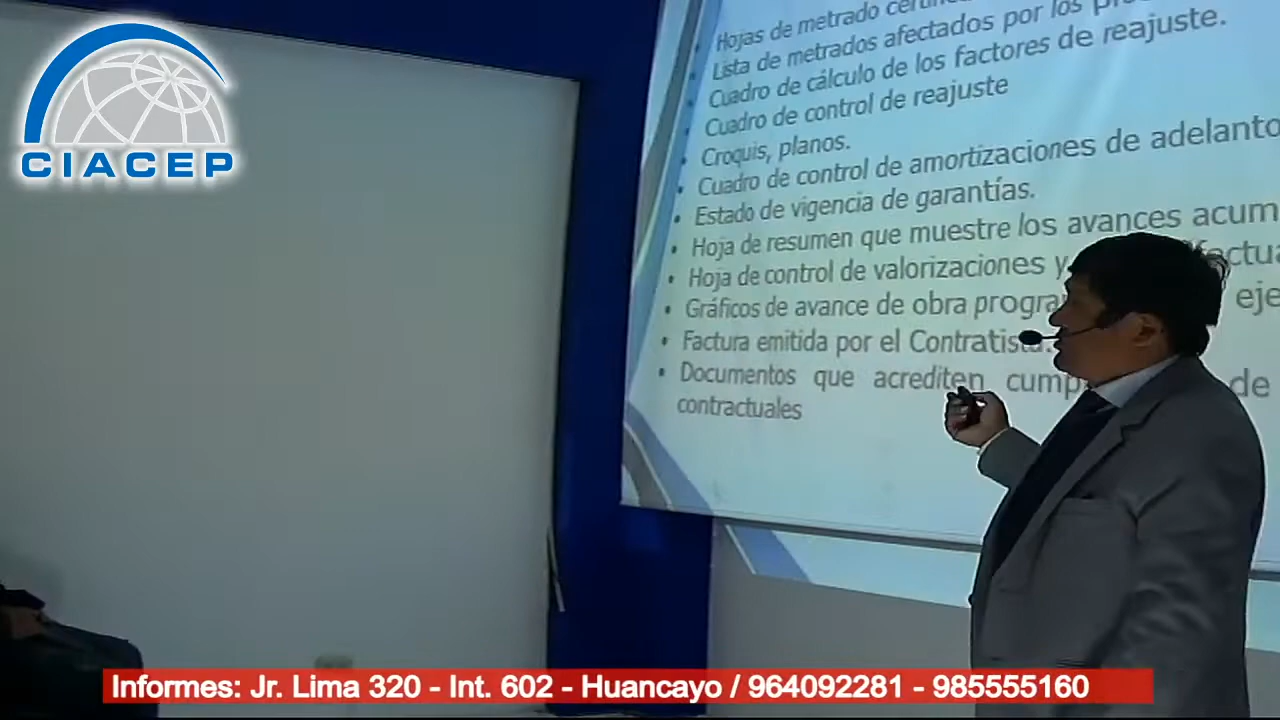 CIACEP
Hojas de metrado
Lista de metrados afectados por los
Cuadro de cálculo de los factores de reajuste.
Cuadro de control de reajuste
Croquis, planos.
Cuadro de control de amortizaciones de adelanto
Estado de vigencia de garantías.
Hoja de resumen que muestre los avances acum
Hoja de control de valorizaciones y
Gráficos de avance de obra progra eje
Factura emitida por el Contratista.
Documentos que acrediten cump de
contractuales
Informes: Jr. Lima 320 - Int. 602 - Huancayo / 964092281 - 985555160